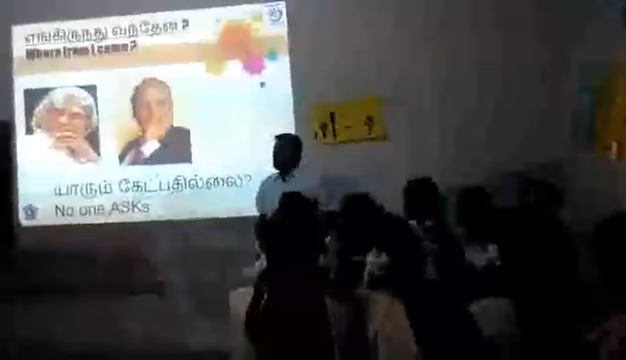 எங்கிருந்து வந்தேன் ?
Where from I came ?
யாரும் கேட்பதில்லை?
No one ASKs